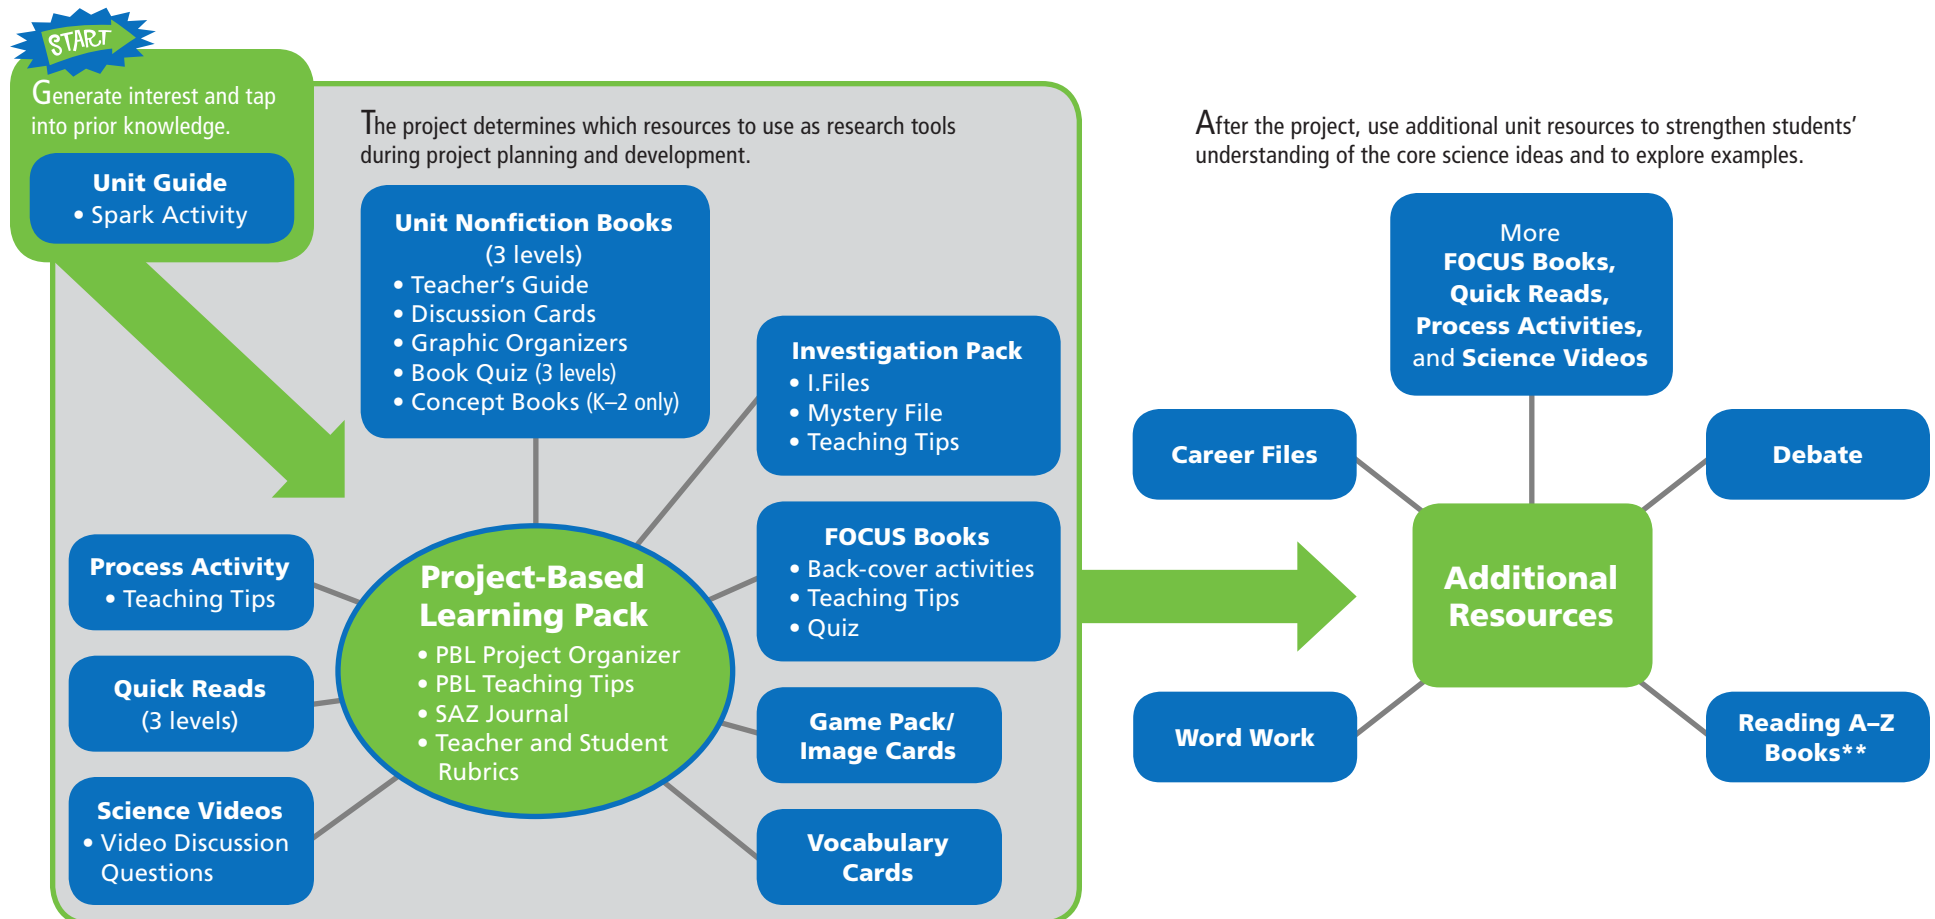 START
Generate interest and tap
into prior knowledge.
Unit Guide
• Spark Activity
The project determines which resources to use as research tools
during project planning and development.
Unit Nonfiction Books
(3 levels)
• Teacher's Guide
• Discussion Cards
• Graphic Organizers
• Book Quiz (3 levels)
• Concept Books (K–2 only)
Investigation Pack
• I.Files
• Mystery File
• Teaching Tips
FOCUS Books
• Back-cover activities
• Teaching Tips
• Quiz
Process Activity
• Teaching Tips
Quick Reads
(3 levels)
Science Videos
• Video Discussion
Questions
Project-Based
Learning Pack
• PBL Project Organizer
• PBL Teaching Tips
• SAZ Journal
• Teacher and Student
Rubrics
Game Pack/
Image Cards
Vocabulary
Cards
After the project, use additional unit resources to strengthen students'
understanding of the core science ideas and to explore examples.
More
FOCUS Books,
Quick Reads,
Process Activities,
and Science Videos
Career Files
Debate
Additional
Resources
Word Work
Reading A–Z
Books**